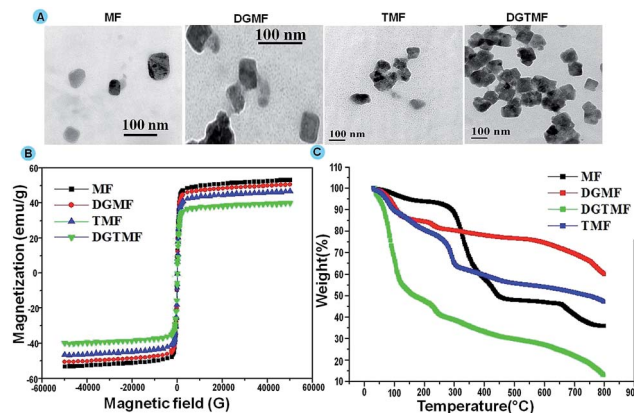 A MF DGMF TMF DGTMF
100 nm
100 nm
100 nm
100 nm
B
MF
DGMF
TMF
DGTMF
Magnetization (emu/g)
60
40
20
0
-20
-40
-60
-60000 -40000 -20000 0 20000 40000 60000
Magnetic field (G)
C
MF
DGMF
DGTMF
TMF
Weight(%)
110
100
90
80
70
60
50
40
30
20
10
0 100 200 300 400 500 600 700 800 900
Temperature(°C)